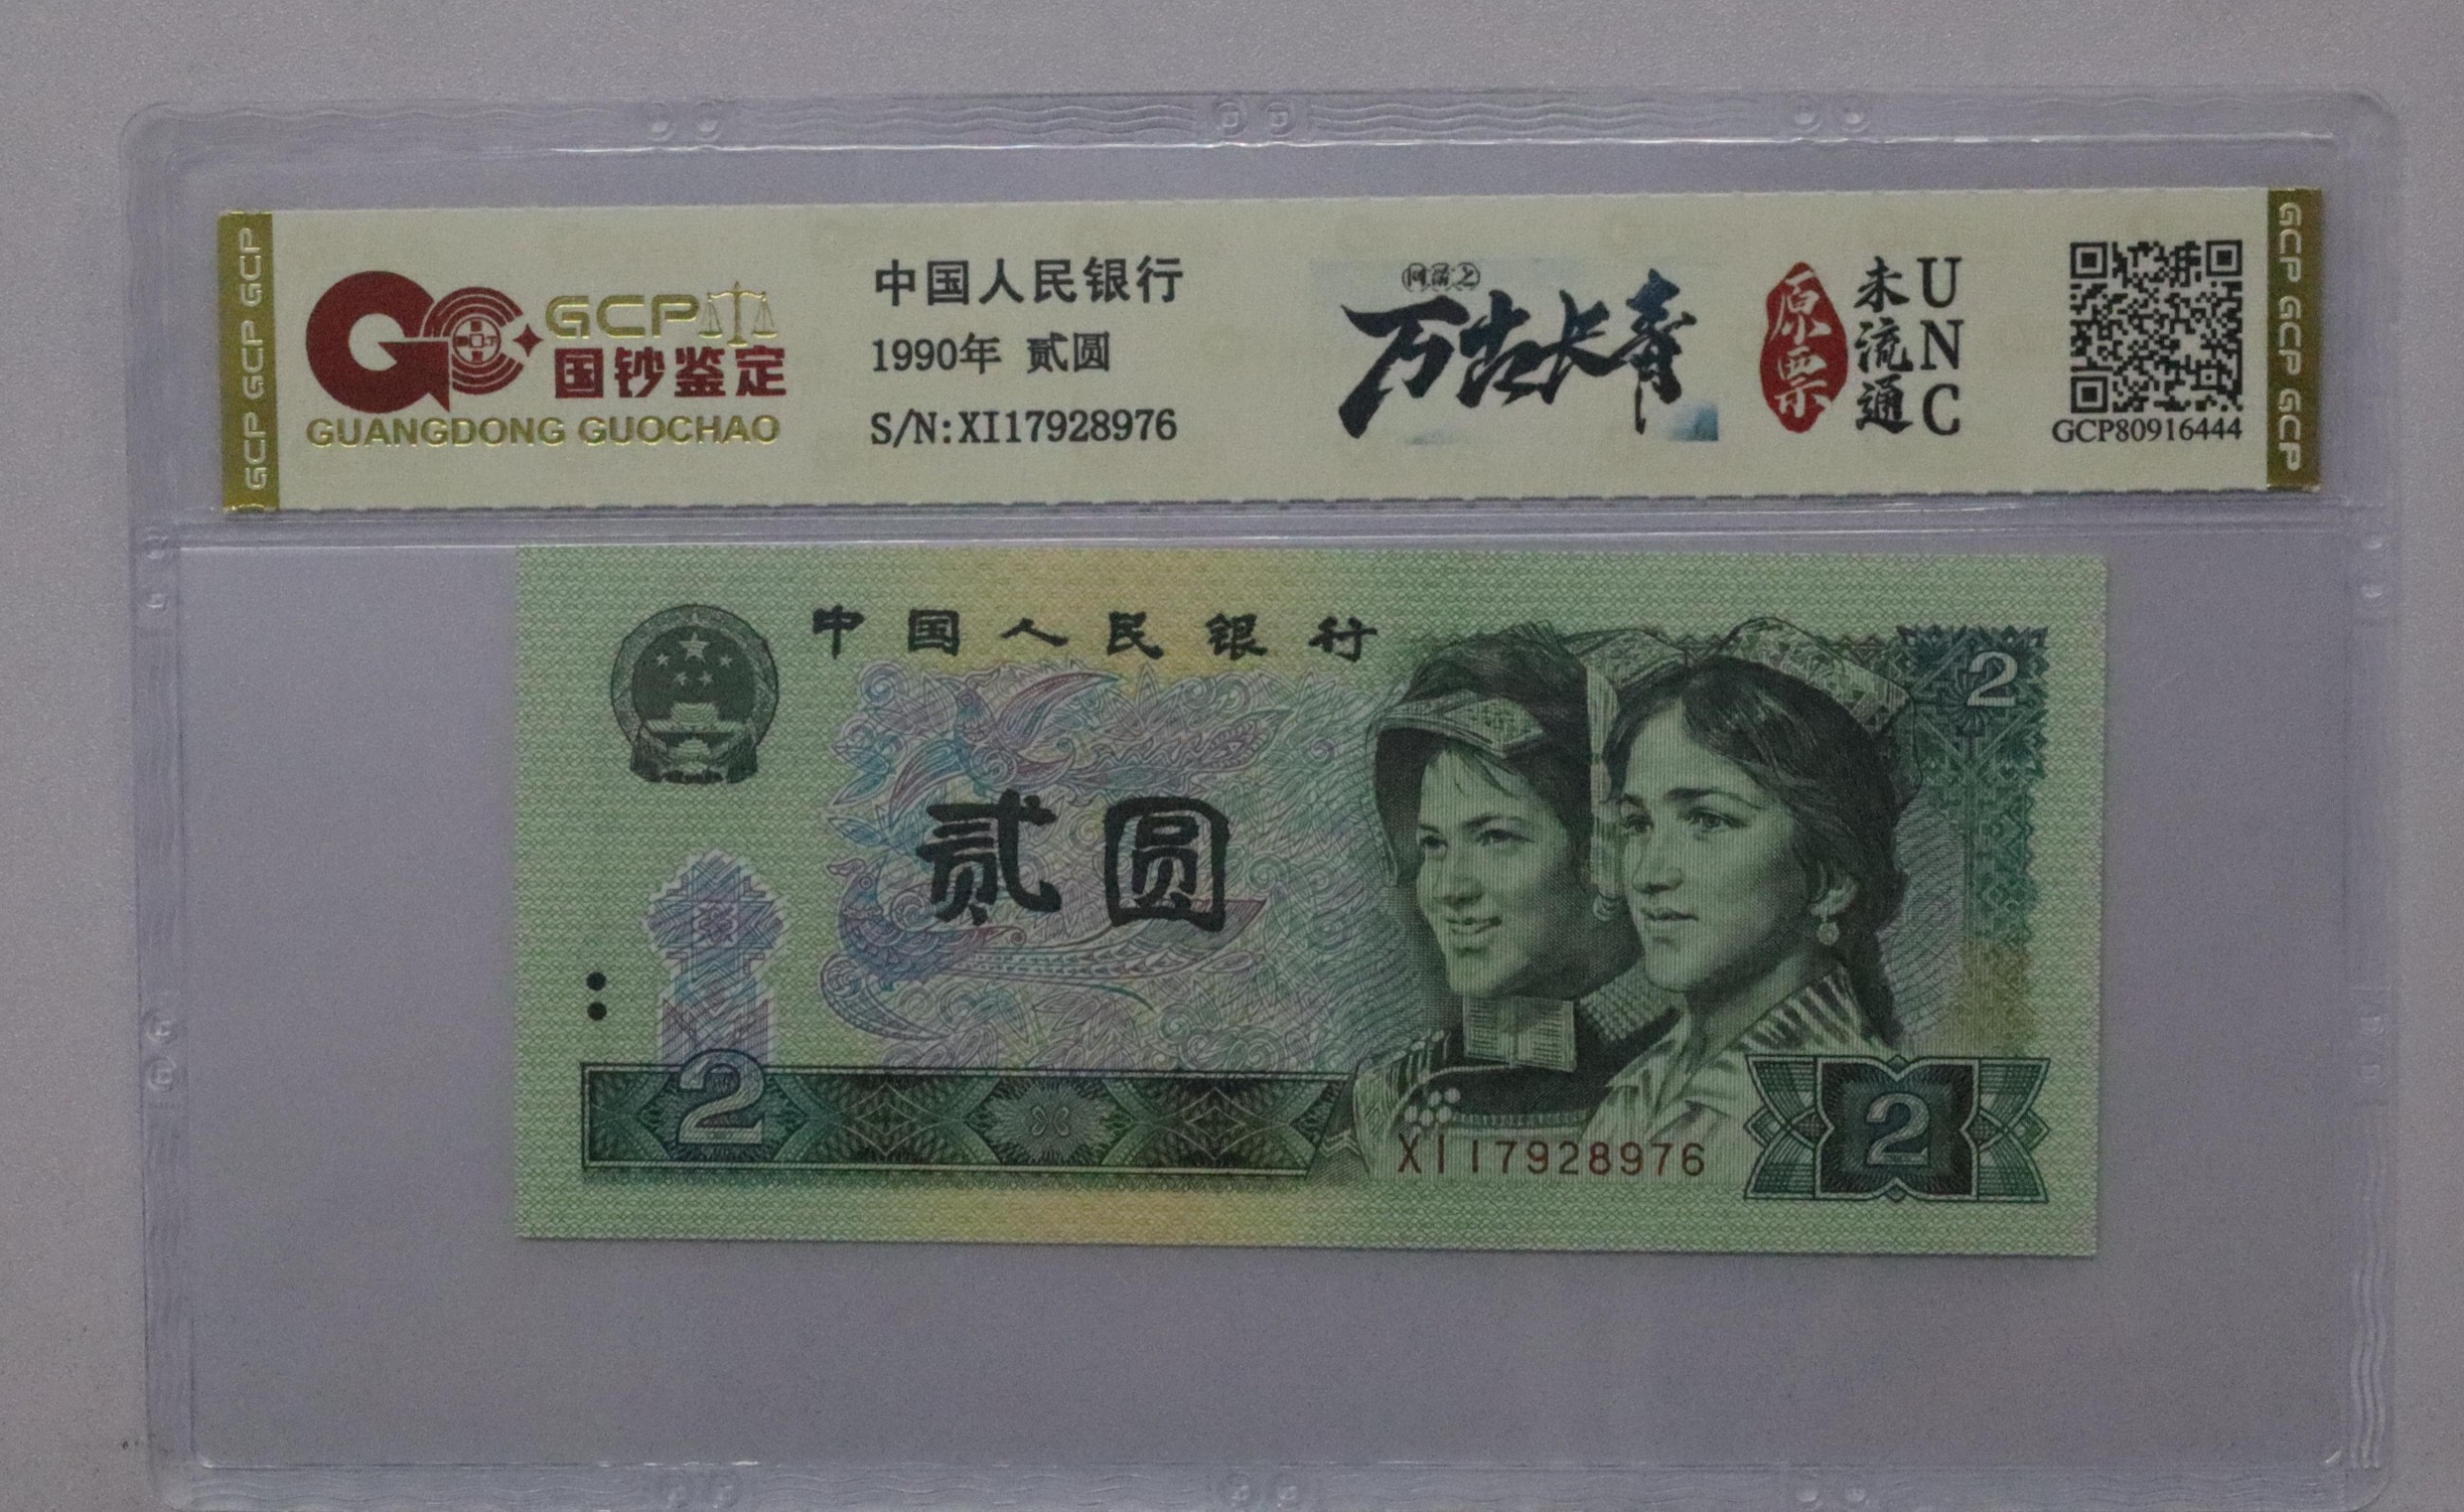 GCP GCP GCP
GCP
国钞鉴定
GUANGDONG GUOCHAO
中国人民银行
1990年 贰圆
S/N:XI17928976
万古长青
原票
未流通
UNC
GCP80916444
GCP GCP GCP
中国人民银行
2
贰圆
2
XI17928976
2